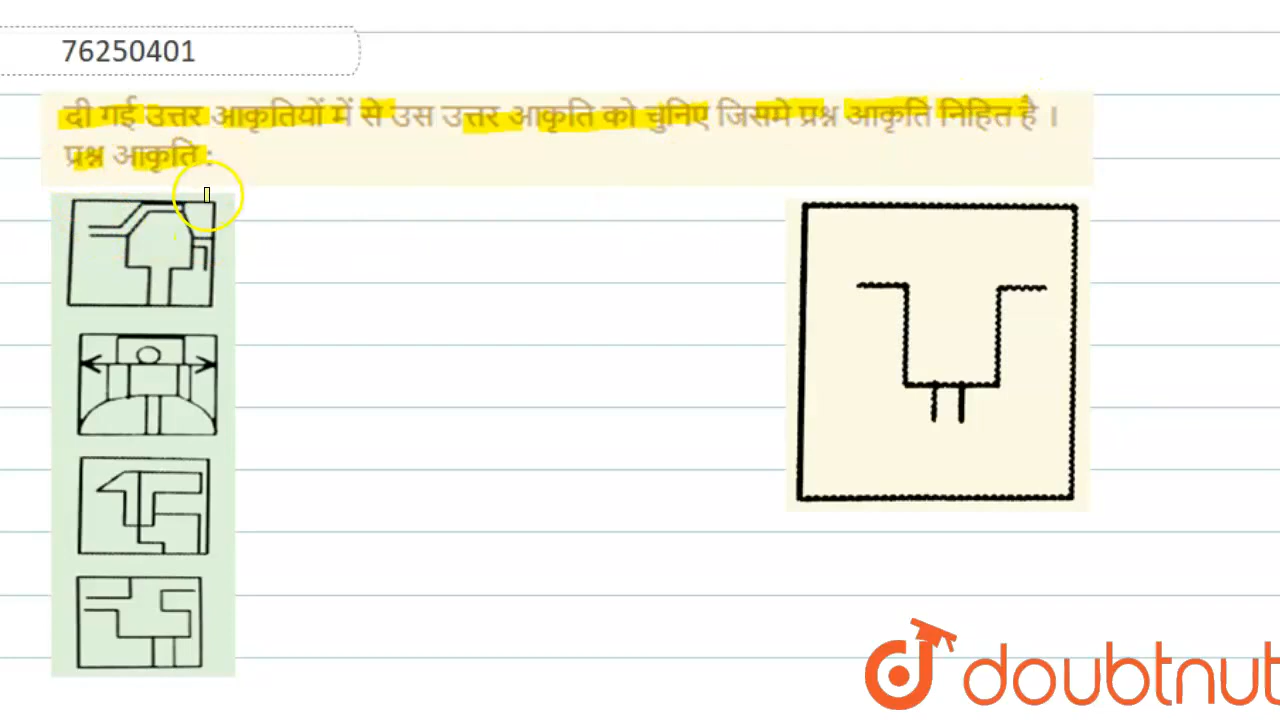 76250401
दी गई उत्तर आकृतियों में से उस उत्तर आकृति को चुनिए जिसमे प्रश्न आकृति निहित है ।
प्रश्न आकृति :
doubtnut